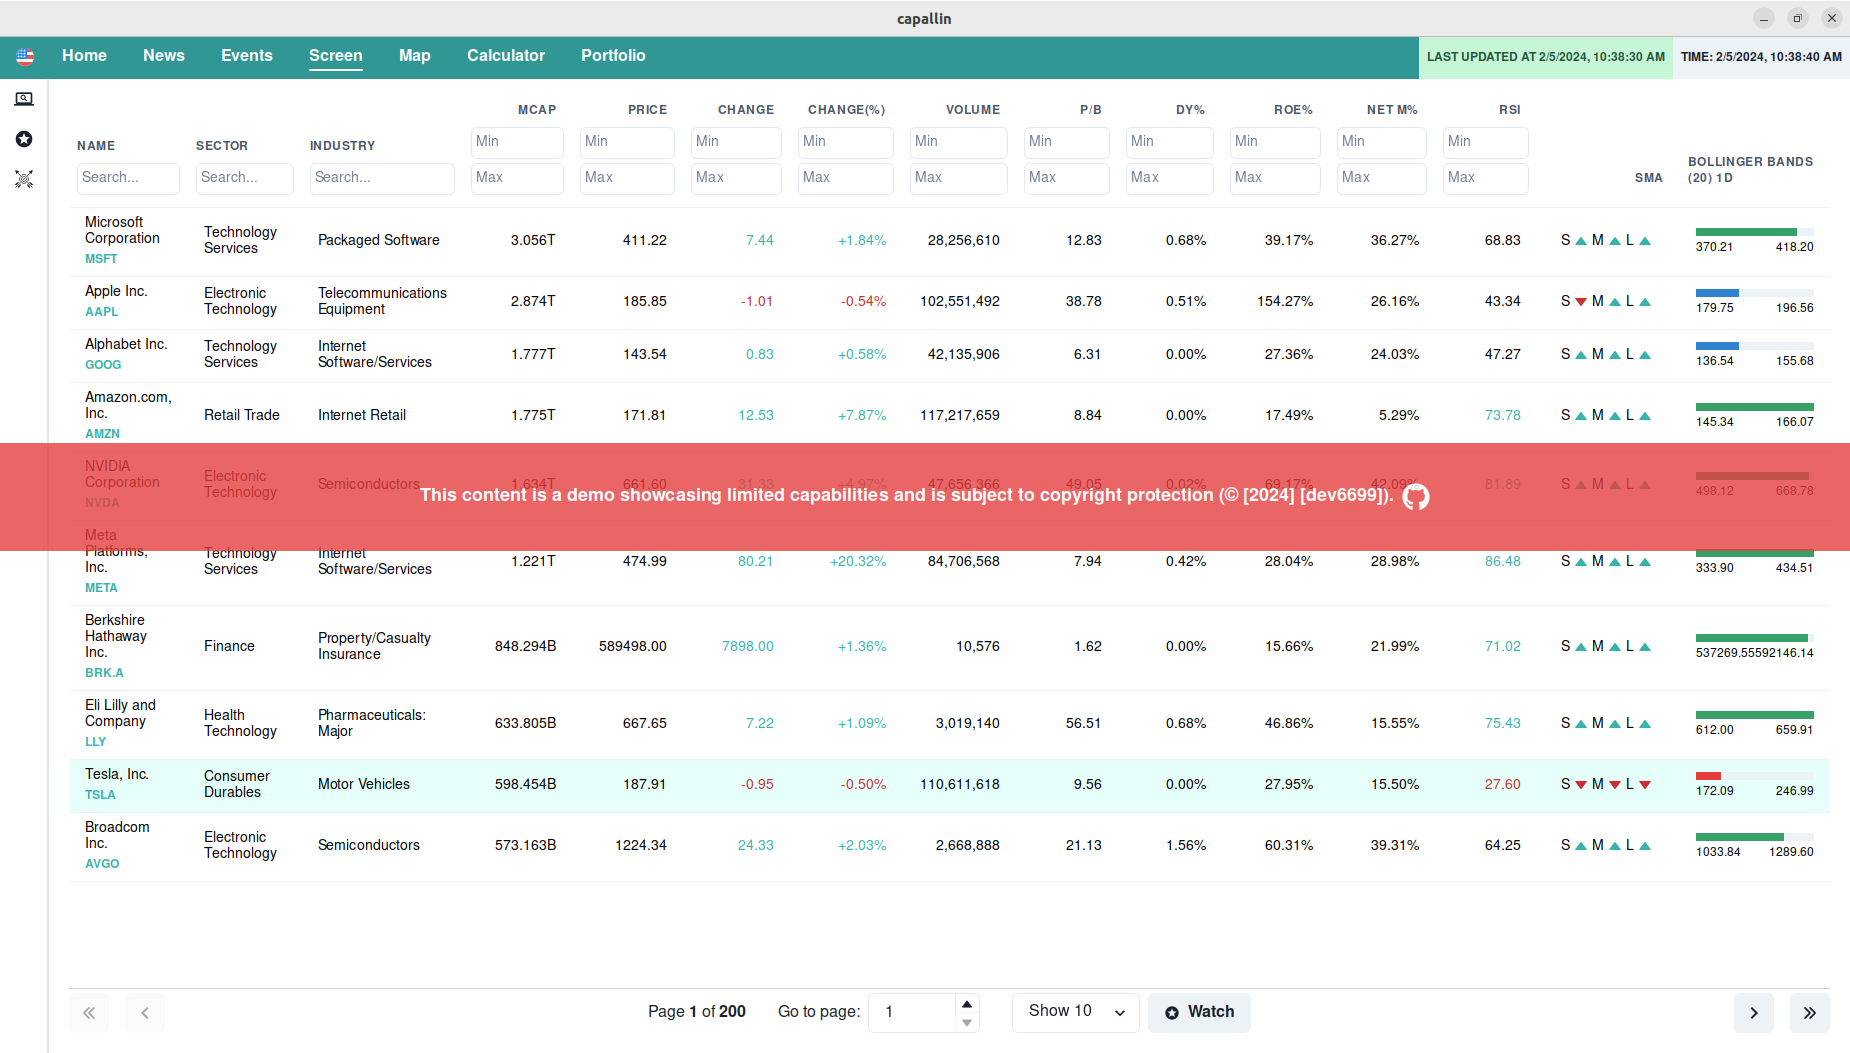 capallin
Home News Events Screen Map Calculator Portfolio LAST UPDATED AT 2/5/2024, 10:38:30 AM TIME: 2/5/2024, 10:38:40 AM
NAME SECTOR INDUSTRY MCAP PRICE CHANGE CHANGE(%) VOLUME P/B DY% ROE% NET M% RSI SMA BOLLINGER BANDS
(20) 1D
Min Min Min Min Min Min Min Min Min Min
Search... Search... Search... Max Max Max Max Max Max Max Max Max Max
Microsoft
Corporation
MSFT Technology
Services Packaged Software 3.056T 411.22 7.44 +1.84% 28,256,610 12.83 0.68% 39.17% 36.27% 68.83 S M L 370.21 418.20
Apple Inc.
AAPL Electronic
Technology Telecommunications
Equipment 2.874T 185.85 -1.01 -0.54% 102,551,492 38.78 0.51% 154.27% 26.16% 43.34 S M L 179.75 196.56
Alphabet Inc.
GOOG Technology
Services Internet
Software/Services 1.777T 143.54 0.83 +0.58% 42,135,906 6.31 0.00% 27.36% 24.03% 47.27 S M L 136.54 155.68
Amazon.com,
Inc.
AMZN Retail Trade Internet Retail 1.775T 171.81 12.53 +7.87% 117,217,659 8.84 0.00% 17.49% 5.29% 73.78 S M L 145.34 166.07
NVIDIA
Corporation
NVDA Electronic
Technology Semiconductors 1.634T 661.60 31.33 +4.97% 47,656,366 49.05 0.02% 69.17% 42.09% 81.89 S M L 498.12 668.78
This content is a demo showcasing limited capabilities and is subject to copyright protection (© [2024] [dev6699]).
Meta
Platforms,
Inc.
META Technology
Services Internet
Software/Services 1.221T 474.99 80.21 +20.32% 84,706,568 7.94 0.42% 28.04% 28.98% 86.48 S M L 333.90 434.51
Berkshire
Hathaway
Inc.
BRK.A Finance Property/Casualty
Insurance 848.294B 589498.00 7898.00 +1.36% 10,576 1.62 0.00% 15.66% 21.99% 71.02 S M L 537269.55592146.14
Eli Lilly and
Company
LLY Health
Technology Pharmaceuticals:
Major 633.805B 667.65 7.22 +1.09% 3,019,140 56.51 0.68% 46.86% 15.55% 75.43 S M L 612.00 659.91
Tesla, Inc.
TSLA Consumer
Durables Motor Vehicles 598.454B 187.91 -0.95 -0.50% 110,611,618 9.56 0.00% 27.95% 15.50% 27.60 S M L 172.09 246.99
Broadcom
Inc.
AVGO Electronic
Technology Semiconductors 573.163B 1224.34 24.33 +2.03% 2,668,888 21.13 1.56% 60.31% 39.31% 64.25 S M L 1033.84 1289.60
Page 1 of 200 Go to page: 1 Show 10 Watch